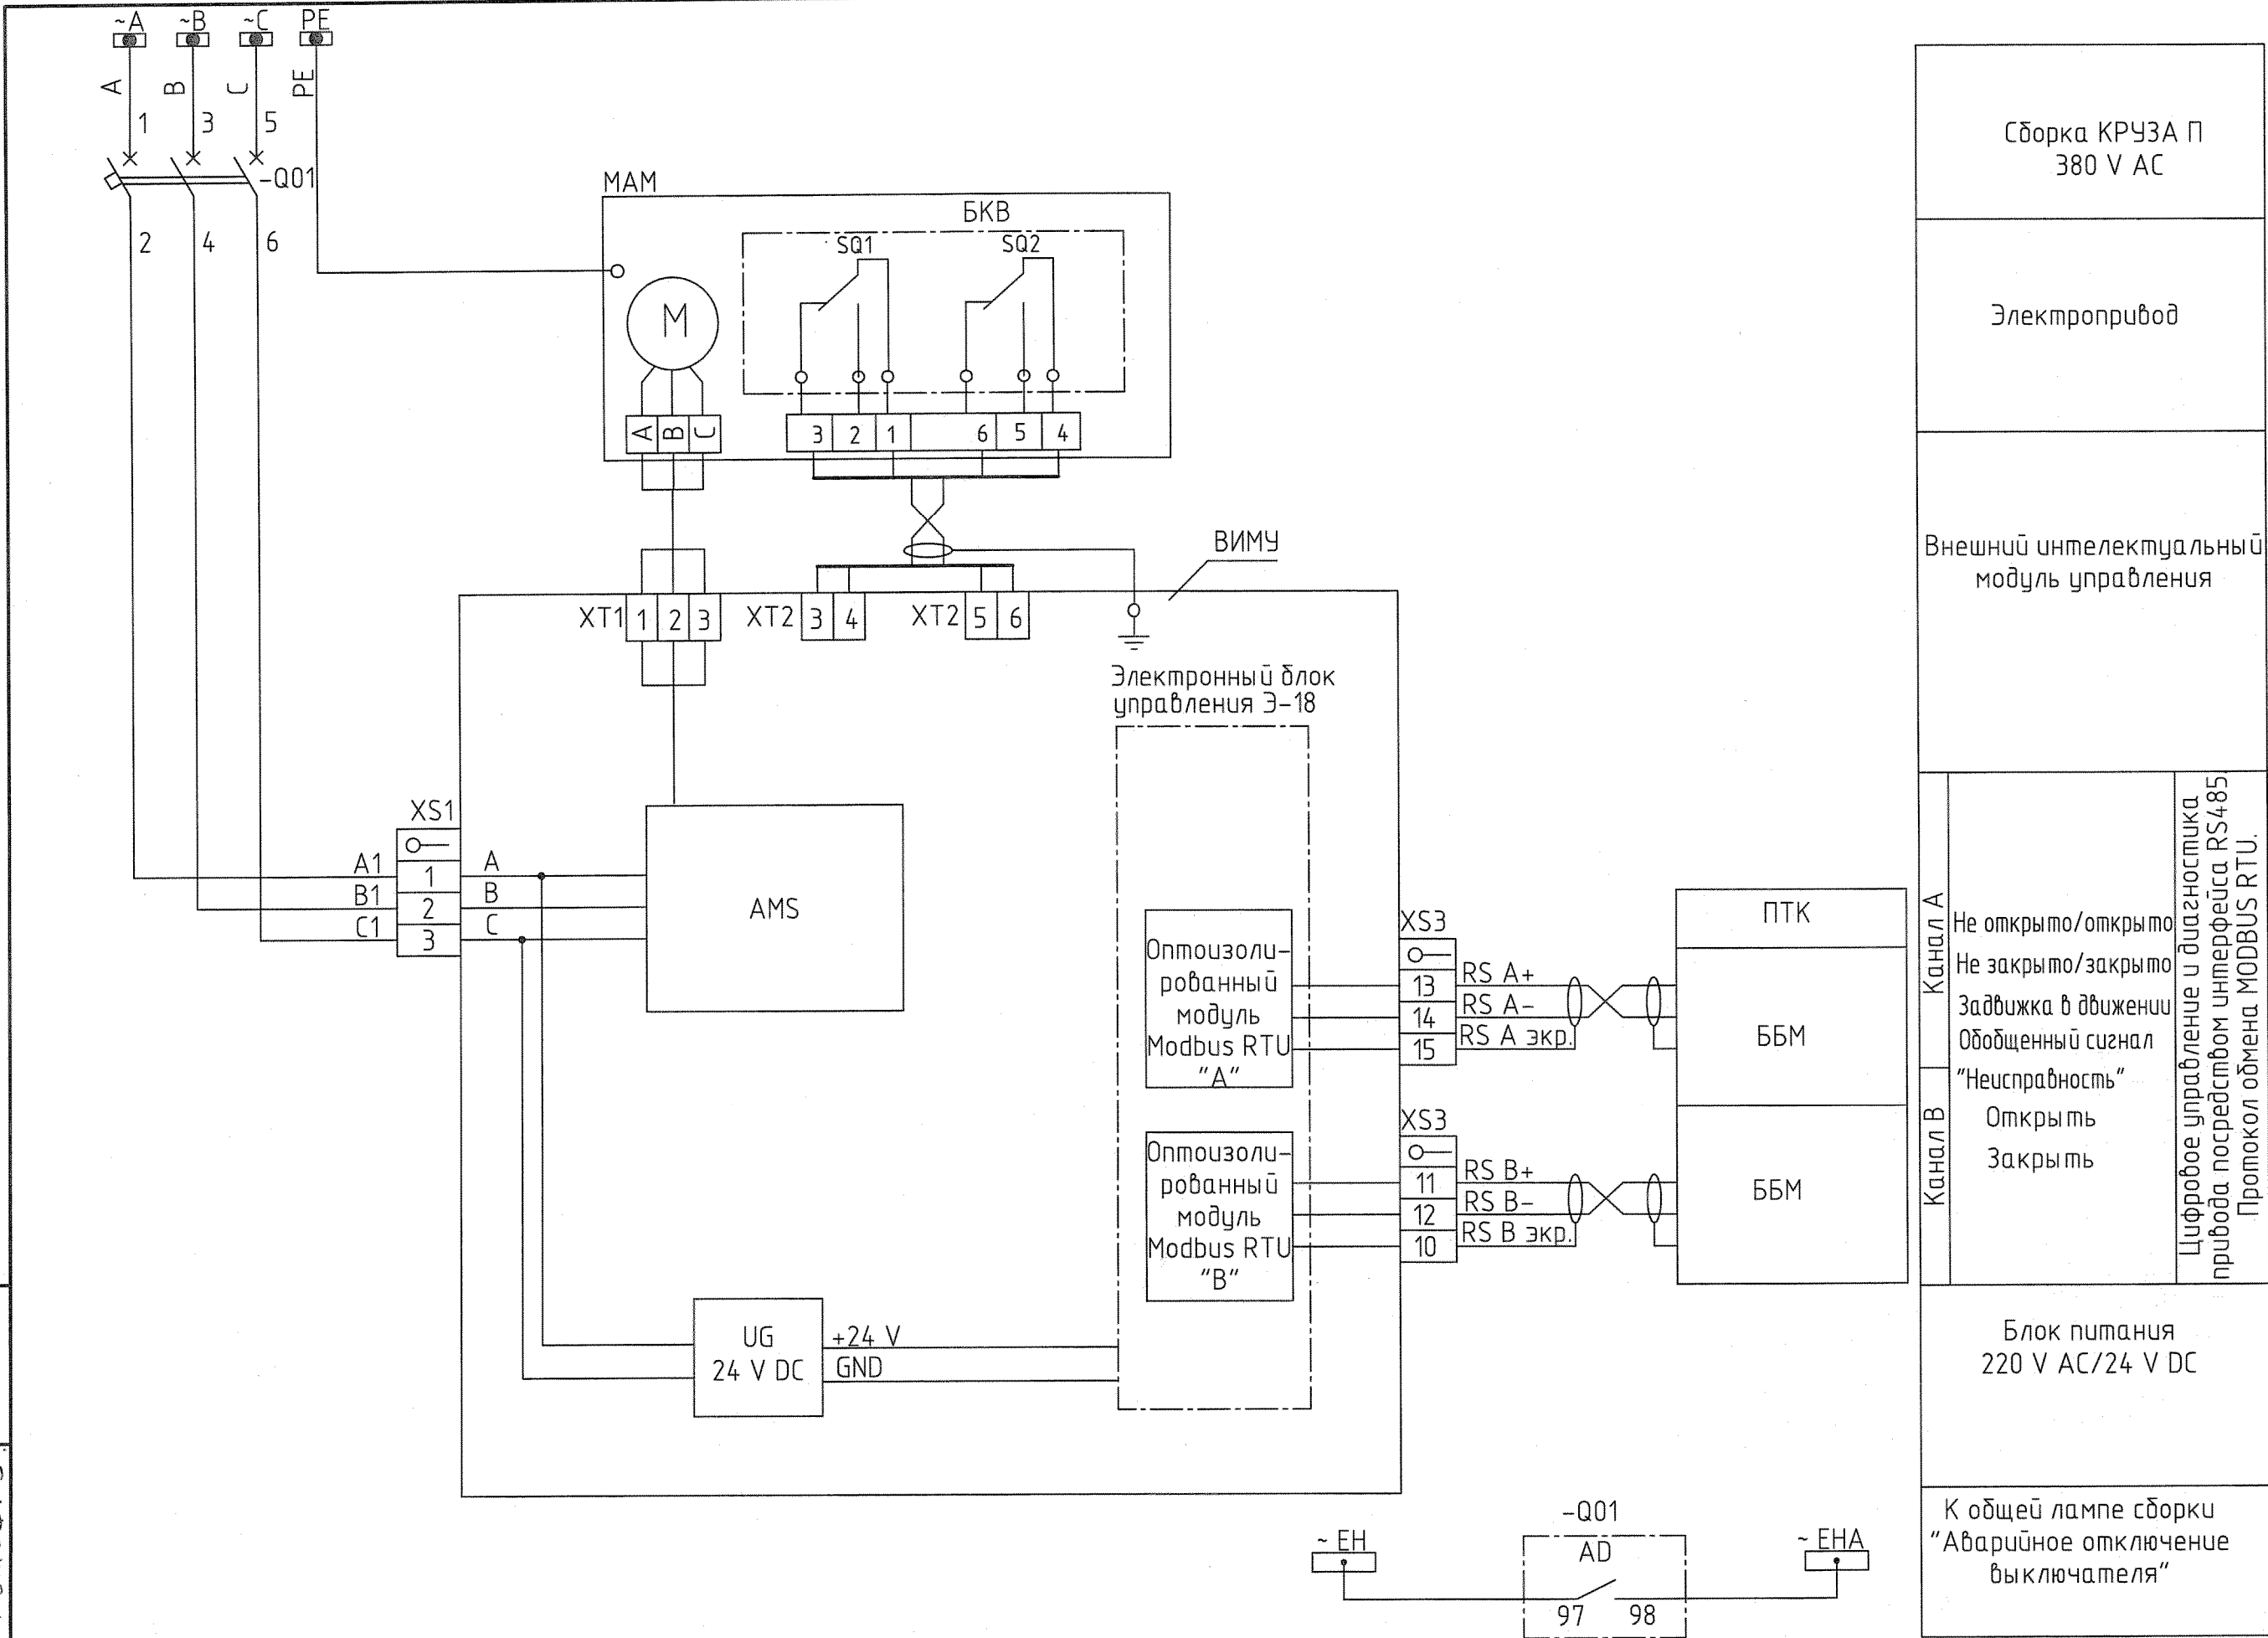 ~A ~B ~C PE
A B C PE
1 3 5
-Q01
2 4 6
МАМ
БКВ
SQ1 SQ2
M
A B C
3 2 1 6 5 4
ВИМУ
XT1 1 2 3
XT2 3 4
XT2 5 6
Электронный блок
управления Э-18
XS1
A1 1 A
B1 2 B
C1 3 C
AMS
Оптоизоли-
рованный
модуль
Modbus RTU
"A"
XS3
13 RS A+
14 RS A-
15 RS A экр.
ПТК
ББМ
Оптоизоли-
рованный
модуль
Modbus RTU
"B"
XS3
11 RS B+
12 RS B-
10 RS B экр.
ББМ
UG
24 V DC
+24 V
GND
-Q01
~ EH
AD
97 98
~ EHA
Сборка КРУЗА П
380 V AC
Электропривод
Внешний интелектуальный
модуль управления
Канал А
Канал В
Не открыто/открыто
Не закрыто/закрыто
Задвижка в движении
Обобщенный сигнал
"Неисправность"
Открыть
Закрыть
Цифровое управление и диагностика
привода посредством интерфейса RS485.
Протокол обмена MODBUS RTU.
Блок питания
220 V AC/24 V DC
К общей лампе сборки
"Аварийное отключение
выключателя"